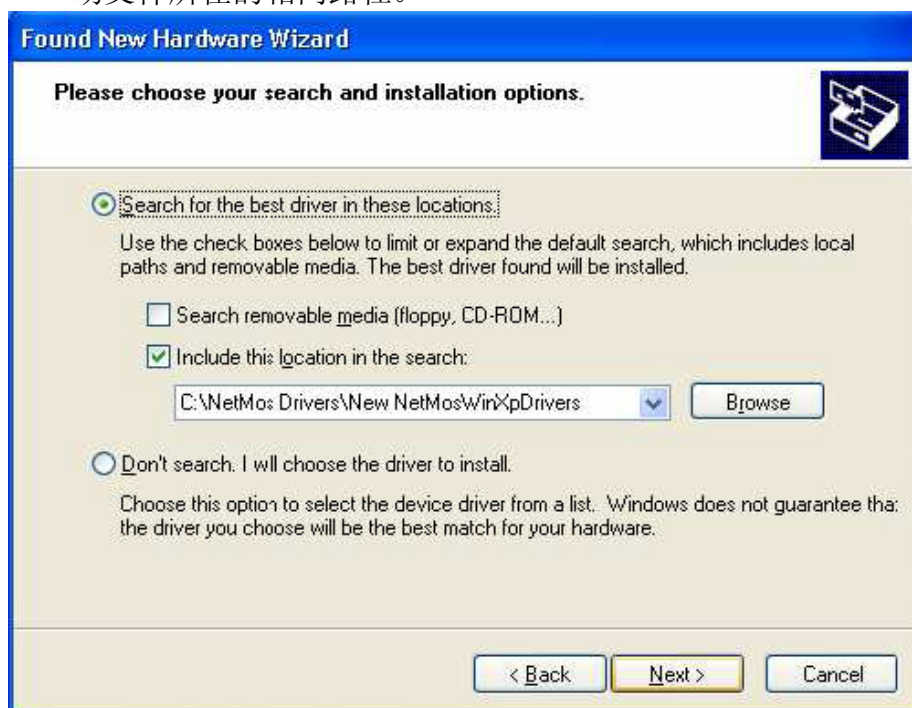 Found New Hardware Wizard
Please choose your search and installation options.
Search for the best driver in these locations.
Use the check boxes below to limit or expand the default search, which includes local
paths and removable media. The best driver found will be installed.
Search removable media (floppy, CD-ROM...)
Include this location in the search:
C:\NetMos Drivers\New NetMosWinXpDrivers
Browse
Don't search. I will choose the driver to install.
Choose this option to select the device driver from a list. Windows does not guarantee that
the driver you choose will be the best match for your hardware.
< Back
Next >
Cancel